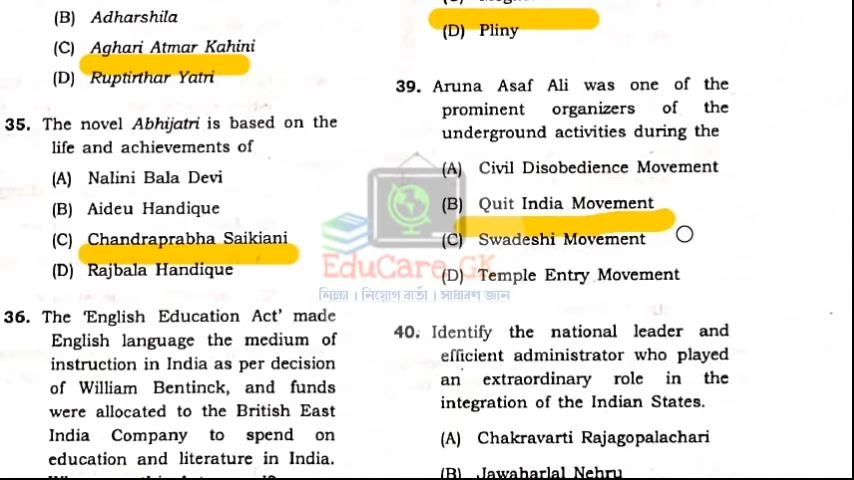 (B) Adharshila
(C) Aghari Atmar Kahini
(D) Ruptirthar Yatri
35. The novel Abhijatri is based on the
life and achievements of
(A) Nalini Bala Devi
(B) Aideu Handique
(C) Chandraprabha Saikiani
(D) Rajbala Handique
36. The 'English Education Act' made
English language the medium of
instruction in India as per decision
of William Bentinck, and funds
were allocated to the British East
India Company to spend on
education and literature in India.
(D) Pliny
39. Aruna Asaf Ali was one of the
prominent organizers of the
underground activities during the
(A) Civil Disobedience Movement
(B) Quit India Movement
(C) Swadeshi Movement
(D) Temple Entry Movement
40. Identify the national leader and
efficient administrator who played
an extraordinary role in the
integration of the Indian States.
(A) Chakravarti Rajagopalachari
(B) Jawaharlal Nehru
EduCare GK
শিক্ষা | নিয়োগ বাৰ্তা | সাধাৰণ জ্ঞান